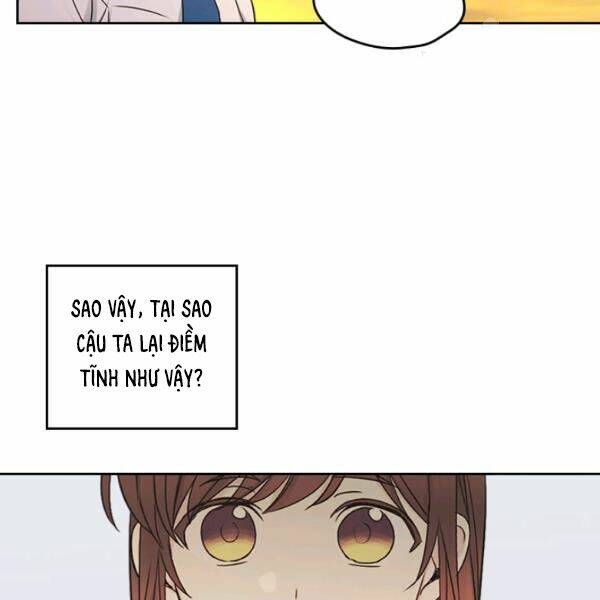 SAO VẬY, TẠI SAO
CẬU TA LẠI ĐIỀM
TĨNH NHƯ VẬY?